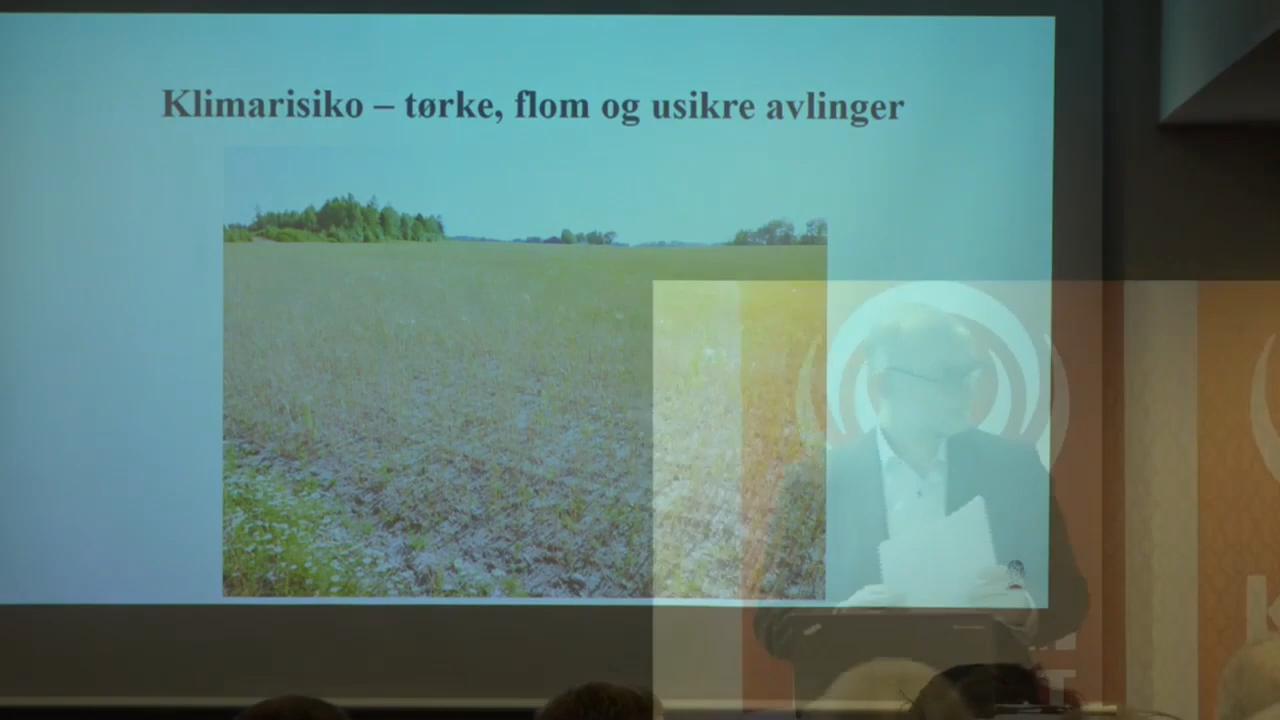 Klimarisiko – tørke, flom og usikre avlinger